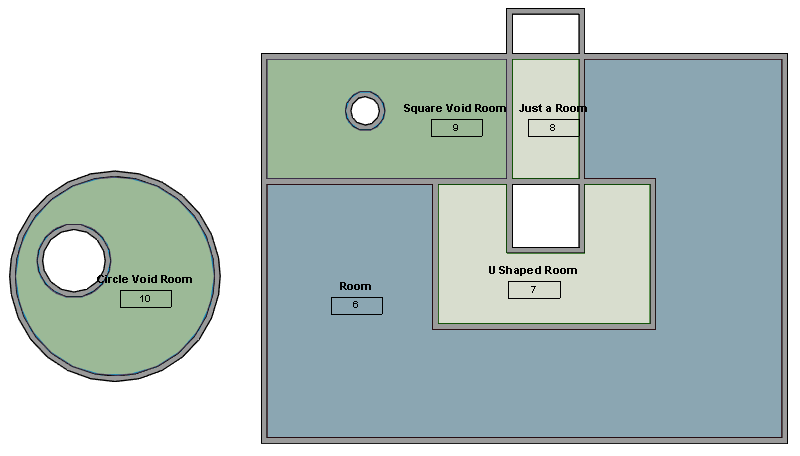 Square Void Room
9
Just a Room
8
Circle Void Room
10
Room
6
U Shaped Room
7